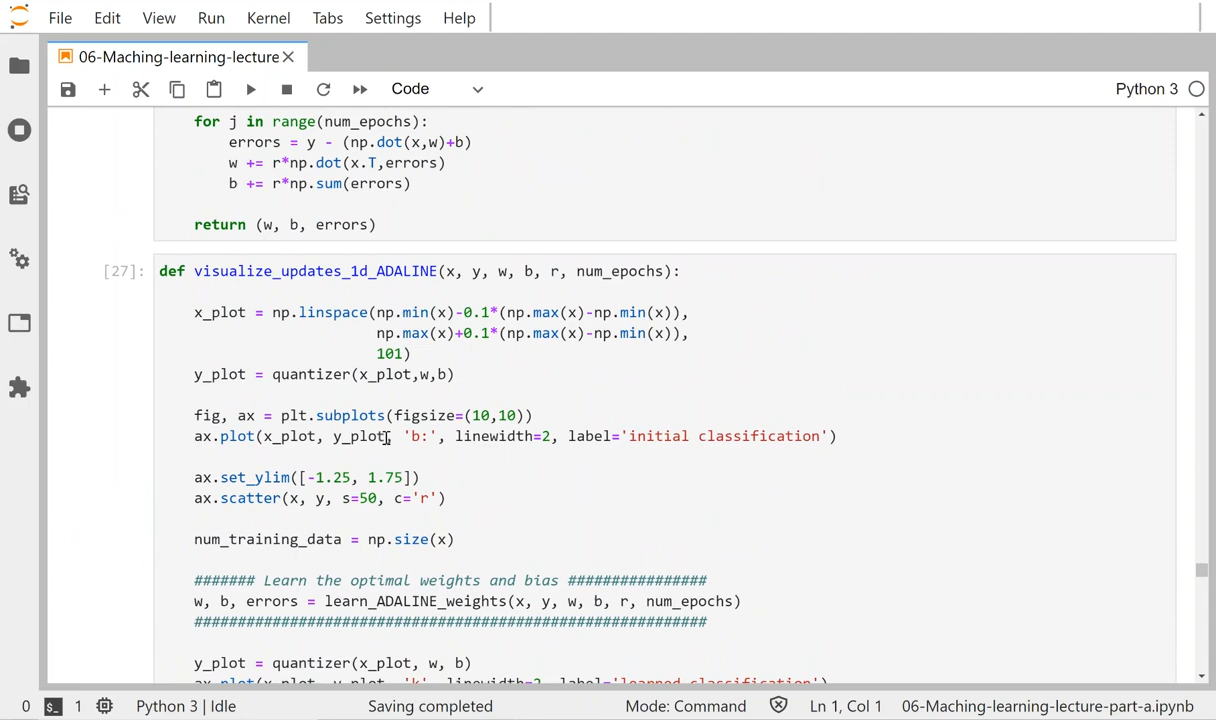 File Edit View Run Kernel Tabs Settings Help
06-Maching-learning-lecture
Code
Python 3
for j in range(num_epochs):
errors = y - (np.dot(x,w)+b)
w += r*np.dot(x.T,errors)
b += r*np.sum(errors)
return (w, b, errors)
[27]:
def visualize_updates_1d_ADALINE(x, y, w, b, r, num_epochs):
x_plot = np.linspace(np.min(x)-0.1*(np.max(x)-np.min(x)),
np.max(x)+0.1*(np.max(x)-np.min(x)),
101)
y_plot = quantizer(x_plot,w,b)
fig, ax = plt.subplots(figsize=(10,10))
ax.plot(x_plot, y_plot, 'b:', linewidth=2, label='initial classification')
ax.set_ylim([-1.25, 1.75])
ax.scatter(x, y, s=50, c='r')
num_training_data = np.size(x)
####### Learn the optimal weights and bias ################
w, b, errors = learn_ADALINE_weights(x, y, w, b, r, num_epochs)
###########################################################
y_plot = quantizer(x_plot, w, b)
ax.plot(x_plot, y_plot, 'k', linewidth=2, label='learned classification')
0 1 Python 3 | Idle Saving completed Mode: Command Ln 1, Col 1 06-Maching-learning-lecture-part-a.ipynb